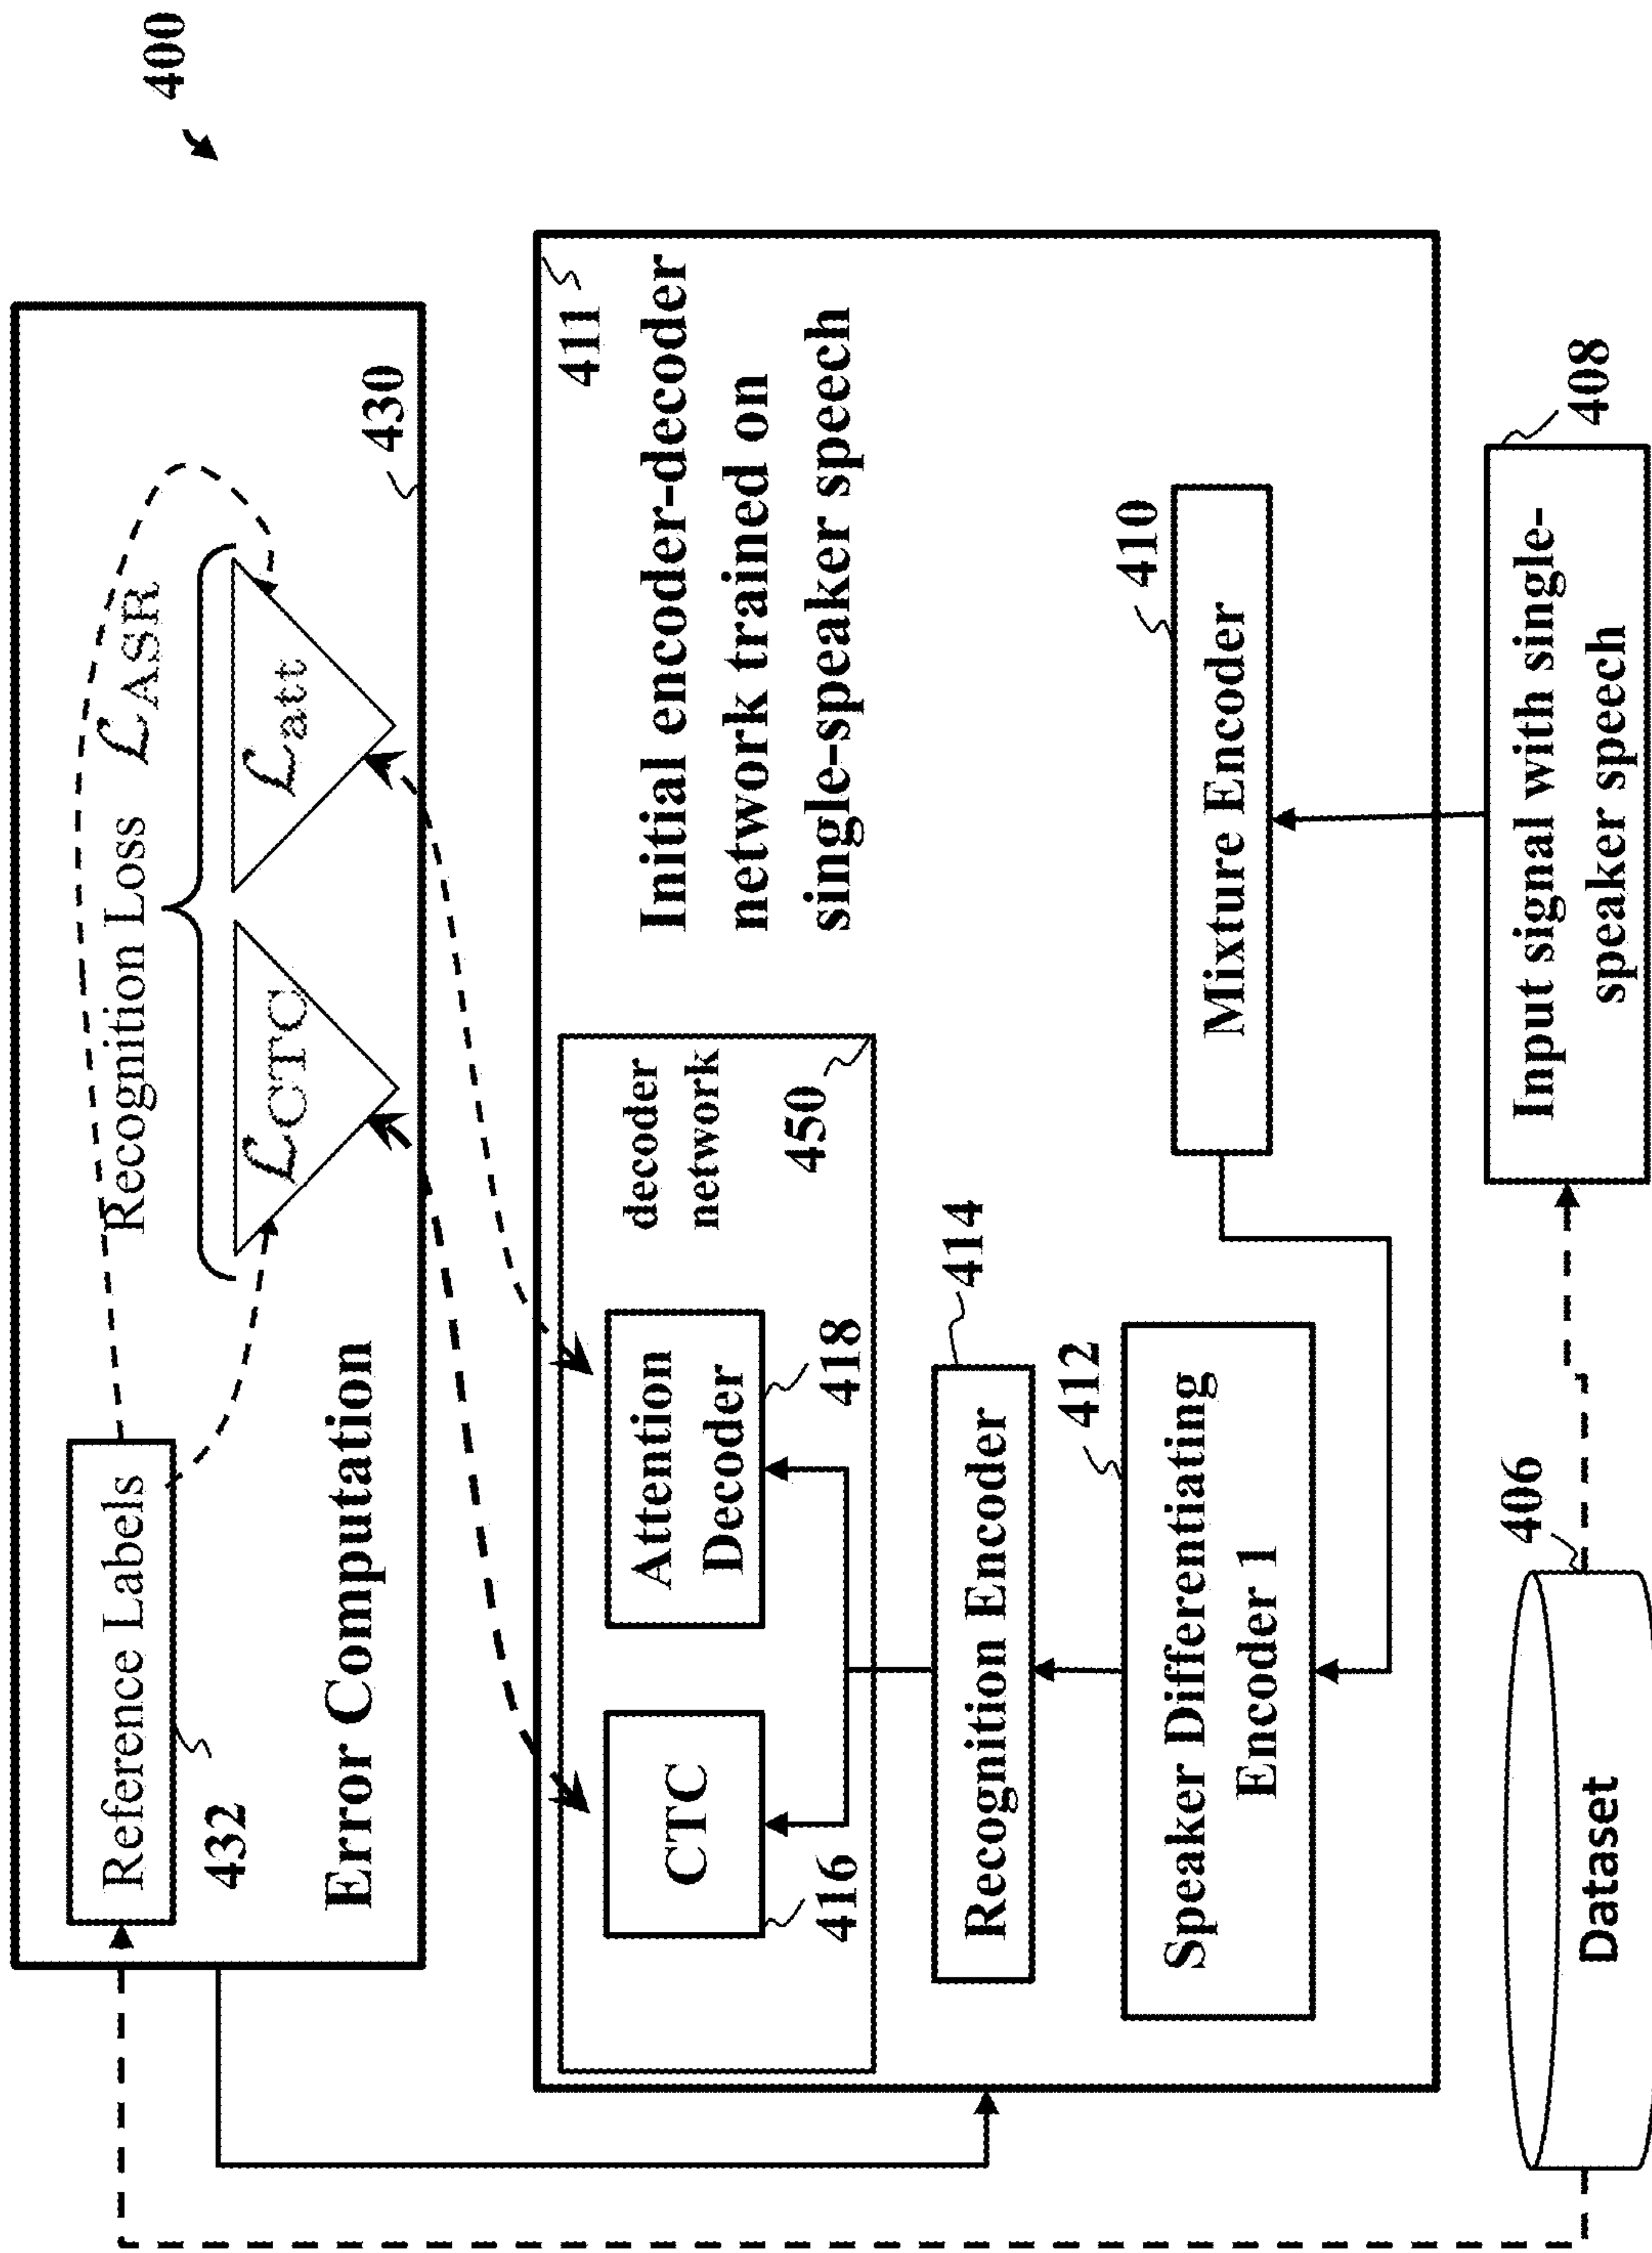 400
Reference Labels
432
Recognition Loss ℒASR
ℒCTC
ℒatt
Error Computation
430
411
Initial encoder-decoder
network trained on
single-speaker speech
decoder
network
450
CTC
416
Attention
Decoder
418
Recognition Encoder
414
Speaker Differentiating
Encoder 1
412
Mixture Encoder
410
Dataset
406
Input signal with single-
speaker speech
408